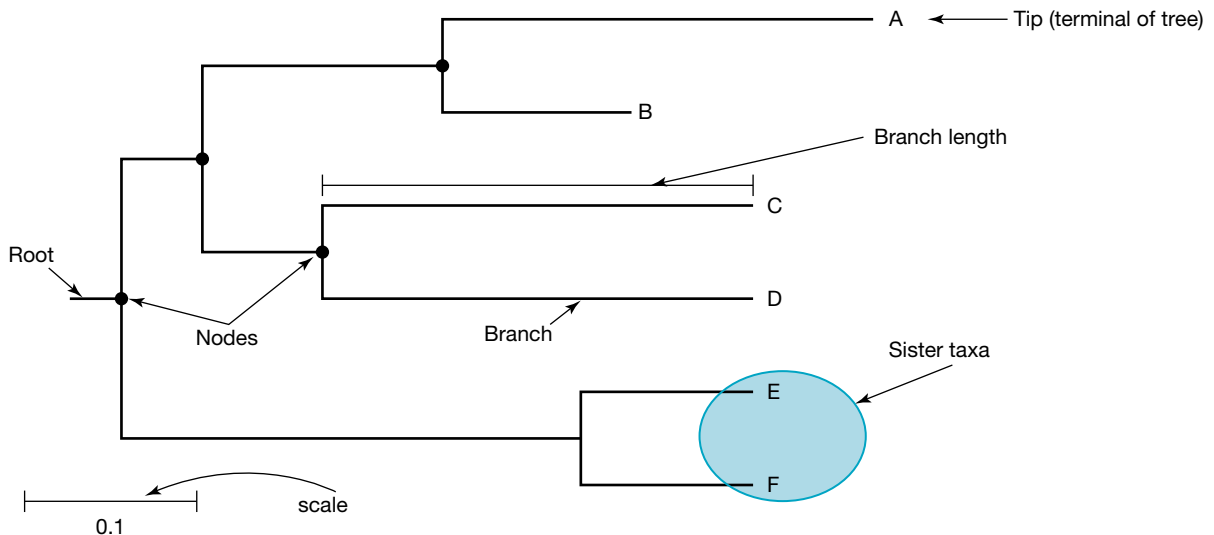 A
Tip (terminal of tree)
B
Branch length
C
Root
D
Nodes
Branch
Sister taxa
E
F
scale
0.1